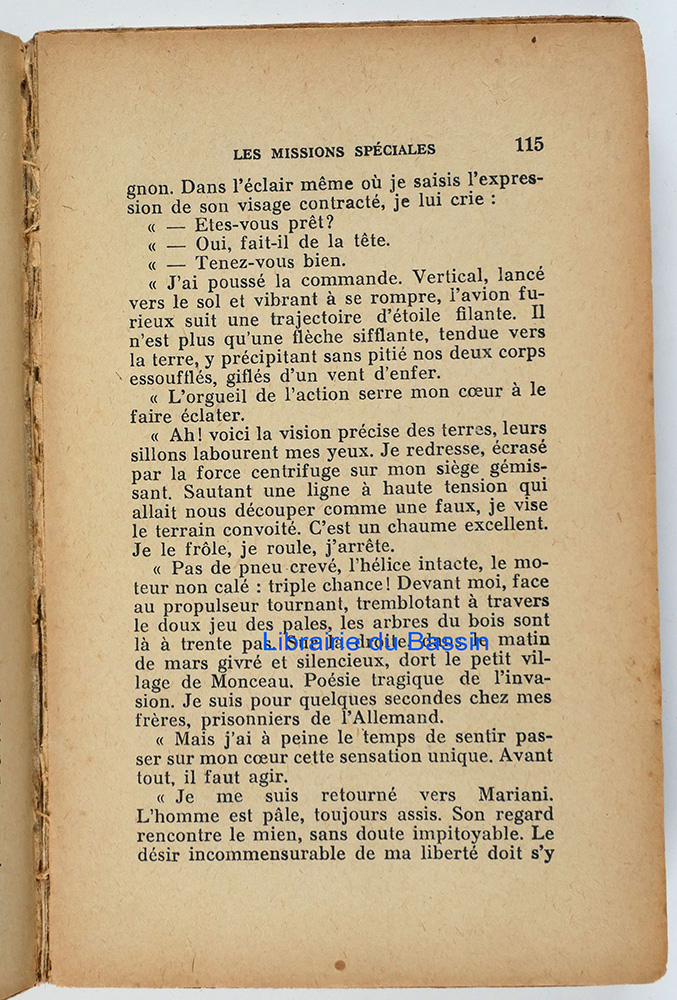 LES MISSIONS SPÉCIALES 115
gnon. Dans l'éclair même où je saisis l'expres-
sion de son visage contracté, je lui crie :
« — Etes-vous prêt?
« — Oui, fait-il de la tête.
« — Tenez-vous bien.
« J'ai poussé la commande. Vertical, lancé
vers le sol et vibrant à se rompre, l'avion fu-
rieux suit une trajectoire d'étoile filante. Il
n'est plus qu'une flèche sifflante, tendue vers
la terre, y précipitant sans pitié nos deux corps
essoufflés, giflés d'un vent d'enfer.
« L'orgueil de l'action serre mon cœur à le
faire éclater.
« Ah! voici la vision précise des terres, leurs
sillons labourent mes yeux. Je redresse, écrasé
par la force centrifuge sur mon siège gémis-
sant. Sautant une ligne à haute tension qui
allait nous découper comme une faux, je vise
le terrain convoité. C'est un chaume excellent.
Je le frôle, je roule, j'arrête.
« Pas de pneu crevé, l'hélice intacte, le mo-
teur non calé : triple chance! Devant moi, face
au propulseur tournant, tremblotant à travers
le doux jeu des pales, les arbres du bois sont
là à trente matin
Librairie du Bassin
de mars givré et silencieux, dort le petit vil-
lage de Monceau. Poésie tragique de l'inva-
sion. Je suis pour quelques secondes chez mes
frères, prisonniers de l'Allemand.
« Mais j'ai à peine le temps de sentir pas-
ser sur mon cœur cette sensation unique. Avant
tout, il faut agir.
« Je me suis retourné vers Mariani.
L'homme est pâle, toujours assis. Son regard
rencontre le mien, sans doute impitoyable. Le
désir incommensurable de ma liberté doit s'y